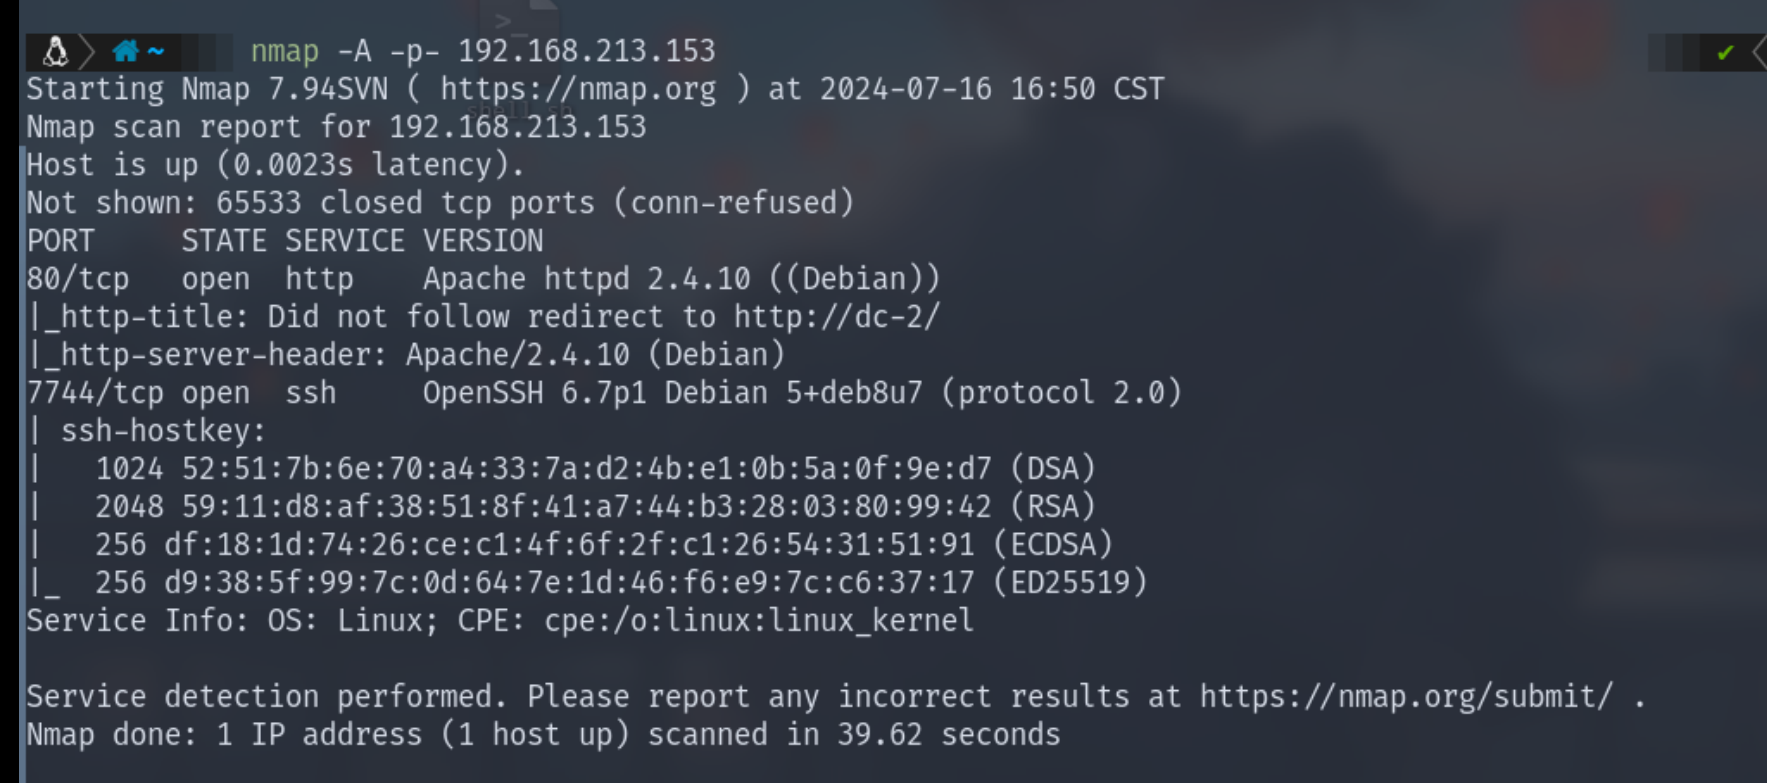 ~ nmap -A -p- 192.168.213.153 ✔
Starting Nmap 7.94SVN ( https://nmap.org ) at 2024-07-16 16:50 CST
Nmap scan report for 192.168.213.153
Host is up (0.0023s latency).
Not shown: 65533 closed tcp ports (conn-refused)
PORT     STATE SERVICE VERSION
80/tcp   open  http    Apache httpd 2.4.10 ((Debian))
|_http-title: Did not follow redirect to http://dc-2/
|_http-server-header: Apache/2.4.10 (Debian)
7744/tcp open  ssh     OpenSSH 6.7p1 Debian 5+deb8u7 (protocol 2.0)
| ssh-hostkey:
|   1024 52:51:7b:6e:70:a4:33:7a:d2:4b:e1:0b:5a:0f:9e:d7 (DSA)
|   2048 59:11:d8:af:38:51:8f:41:a7:44:b3:28:03:80:99:42 (RSA)
|   256 df:18:1d:74:26:ce:c1:4f:6f:2f:c1:26:54:31:51:91 (ECDSA)
|_  256 d9:38:5f:99:7c:0d:64:7e:1d:46:f6:e9:7c:c6:37:17 (ED25519)
Service Info: OS: Linux; CPE: cpe:/o:linux:linux_kernel
Service detection performed. Please report any incorrect results at https://nmap.org/submit/ .
Nmap done: 1 IP address (1 host up) scanned in 39.62 seconds